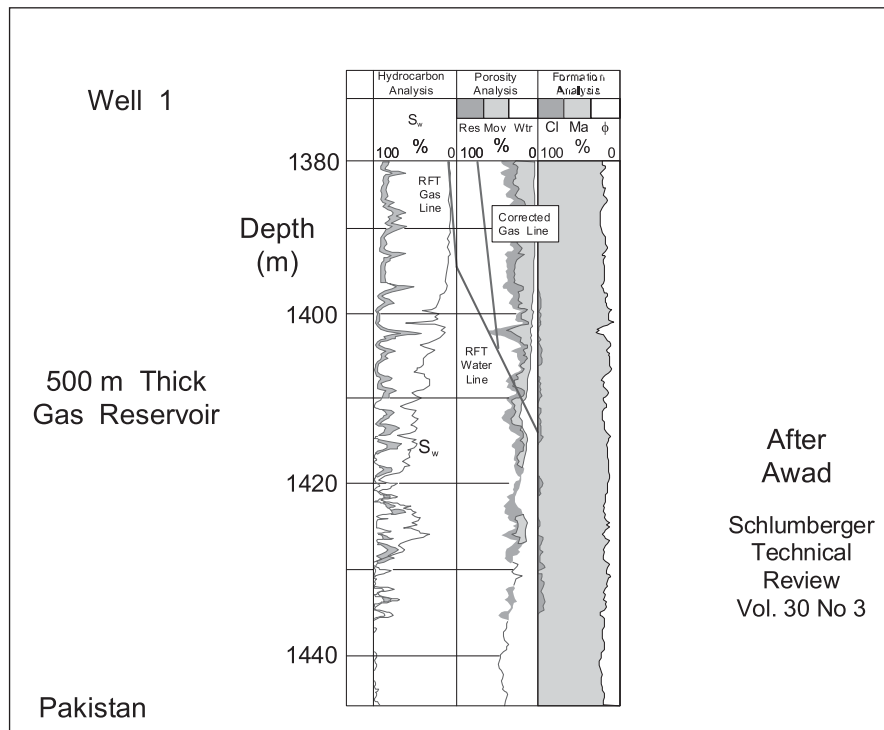 Well 1
Hydrocarbon Analysis
Porosity Analysis
Formation Analysis
Sw
%
100 0
Res Mov Wtr
%
100 0
Cl Ma ϕ
%
100 0
1380
RFT
Gas
Line
Corrected
Gas Line
Depth
(m)
1400
RFT
Water
Line
500 m Thick
Gas Reservoir
Sw
1420
After
Awad
Schlumberger
Technical
Review
Vol. 30 No 3
1440
Pakistan